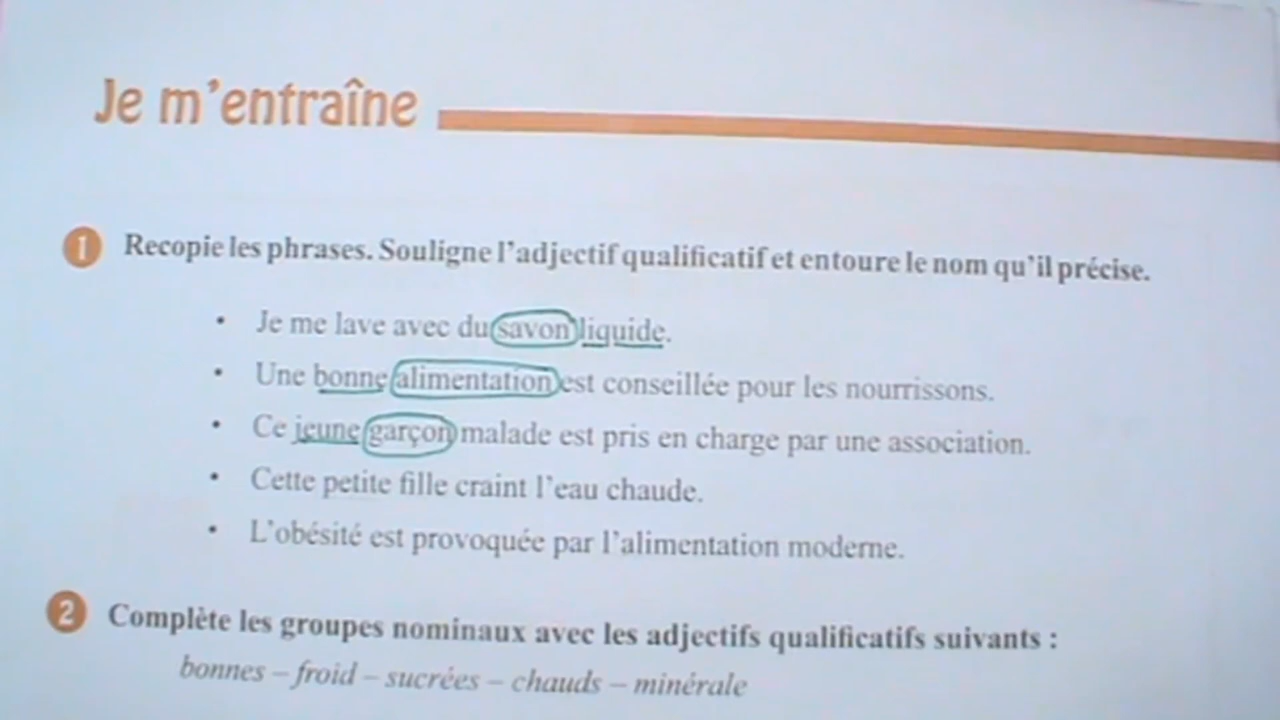 Je m'entraîne
1 Recopie les phrases. Souligne l'adjectif qualificatif et entoure le nom qu'il précise.
• Je me lave avec du savon liquide.
• Une bonne alimentation est conseillée pour les nourrissons.
• Ce jeune garçon malade est pris en charge par une association.
• Cette petite fille craint l'eau chaude.
• L'obésité est provoquée par l'alimentation moderne.
2 Complète les groupes nominaux avec les adjectifs qualificatifs suivants :
bonnes – froid – sucrées – chauds – minérale